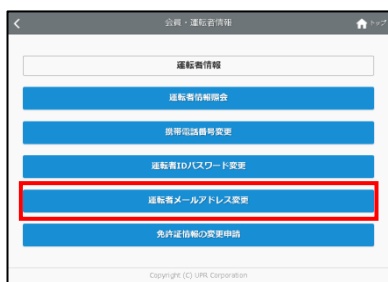 会員・運転者情報
トップ
運転者情報
運転者情報照会
携帯電話番号変更
運転者IDパスワード変更
運転者メールアドレス変更
免許証情報の変更申請
Copyright (C) UPR Corporation